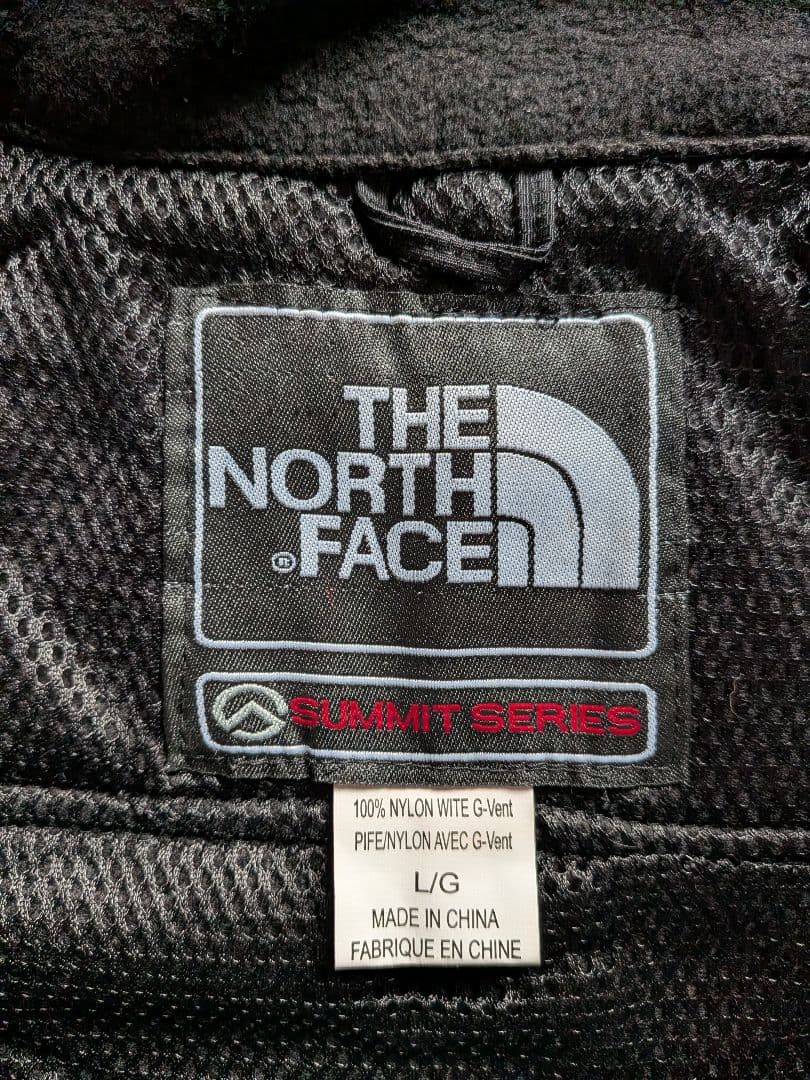 THE
NORTH
®FACE
SUMMIT SERIES
100% NYLON WITE G-Vent
PIFE/NYLON AVEC G-Vent
L/G
MADE IN CHINA
FABRIQUE EN CHINE